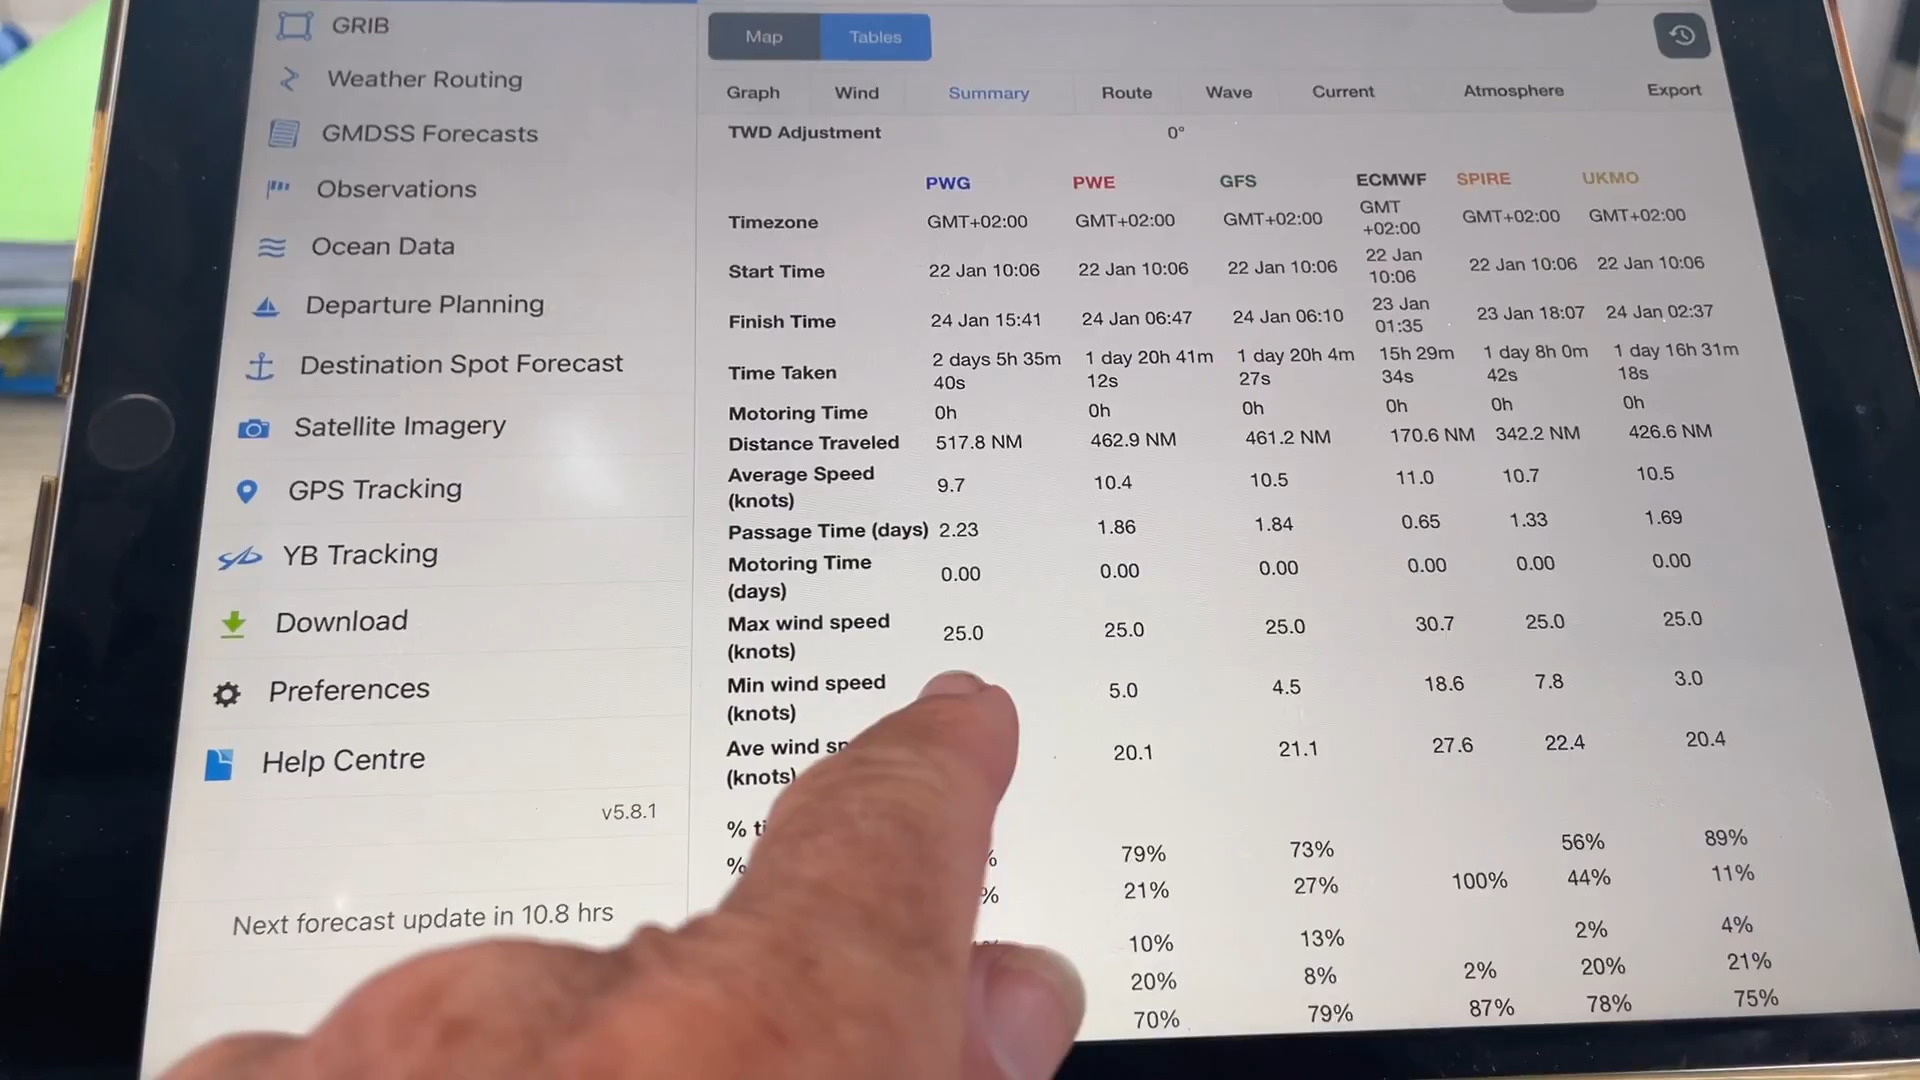 GRIB
Weather Routing
GMDSS Forecasts
Observations
Ocean Data
Departure Planning
Destination Spot Forecast
Satellite Imagery
GPS Tracking
YB Tracking
Download
Preferences
Help Centre
v5.8.1
Next forecast update in 10.8 hrs
Map Tables
Graph Wind Summary Route Wave Current Atmosphere Export
TWD Adjustment 0°
PWG PWE GFS ECMWF SPIRE UKMO
Timezone GMT+02:00 GMT+02:00 GMT+02:00 GMT +02:00 GMT+02:00 GMT+02:00
Start Time 22 Jan 10:06 22 Jan 10:06 22 Jan 10:06 22 Jan 10:06 22 Jan 10:06 22 Jan 10:06
Finish Time 24 Jan 15:41 24 Jan 06:47 24 Jan 06:10 23 Jan 01:35 23 Jan 18:07 24 Jan 02:37
Time Taken 2 days 5h 35m 40s 1 day 20h 41m 12s 1 day 20h 4m 27s 15h 29m 34s 1 day 8h 0m 42s 1 day 16h 31m 18s
Motoring Time 0h 0h 0h 0h 0h 0h
Distance Traveled 517.8 NM 462.9 NM 461.2 NM 170.6 NM 342.2 NM 426.6 NM
Average Speed (knots) 9.7 10.4 10.5 11.0 10.7 10.5
Passage Time (days) 2.23 1.86 1.84 0.65 1.33 1.69
Motoring Time (days) 0.00 0.00 0.00 0.00 0.00 0.00
Max wind speed (knots) 25.0 25.0 25.0 30.7 25.0 25.0
Min wind speed (knots) 5.0 4.5 18.6 7.8 3.0
Ave wind (knots) 20.1 21.1 27.6 22.4 20.4
% 79% 73% 56% 89%
% 21% 27% 100% 44% 11%
10% 13% 2% 4%
20% 8% 2% 20% 21%
70% 79% 87% 78% 75%